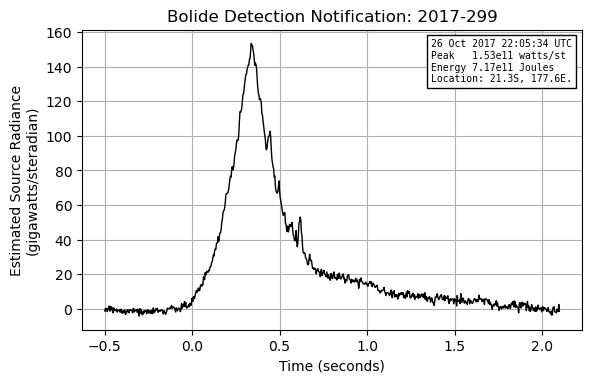 Bolide Detection Notification: 2017-299
26 Oct 2017 22:05:34 UTC
Peak   1.53e11 watts/st
Energy 7.17e11 Joules
Location: 21.3S, 177.6E.
Estimated Source Radiance
(gigawatts/steradian)
160
140
120
100
80
60
40
20
0
−0.5
0.0
0.5
1.0
1.5
2.0
Time (seconds)